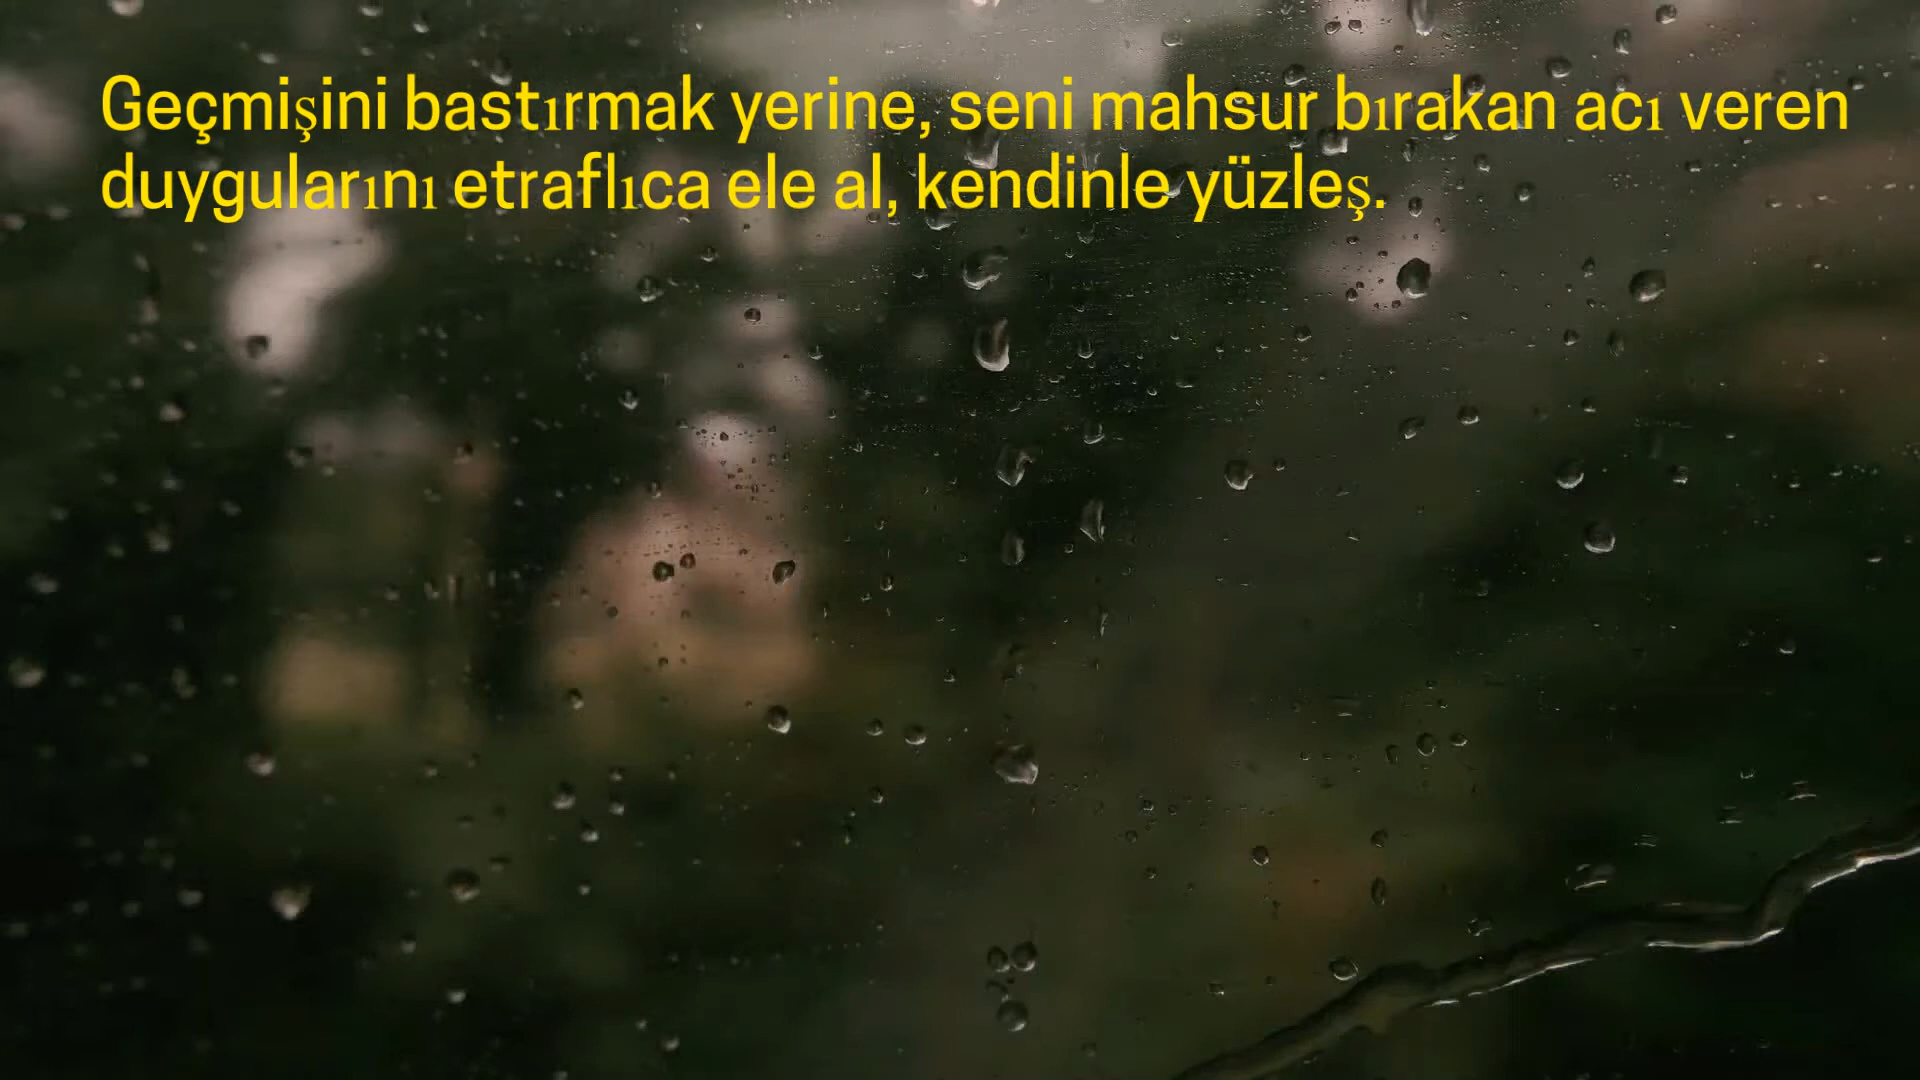 Geçmişini bastırmak yerine, seni mahsur bırakan acı veren
duygularını etraflıca ele al, kendinle yüzleş.